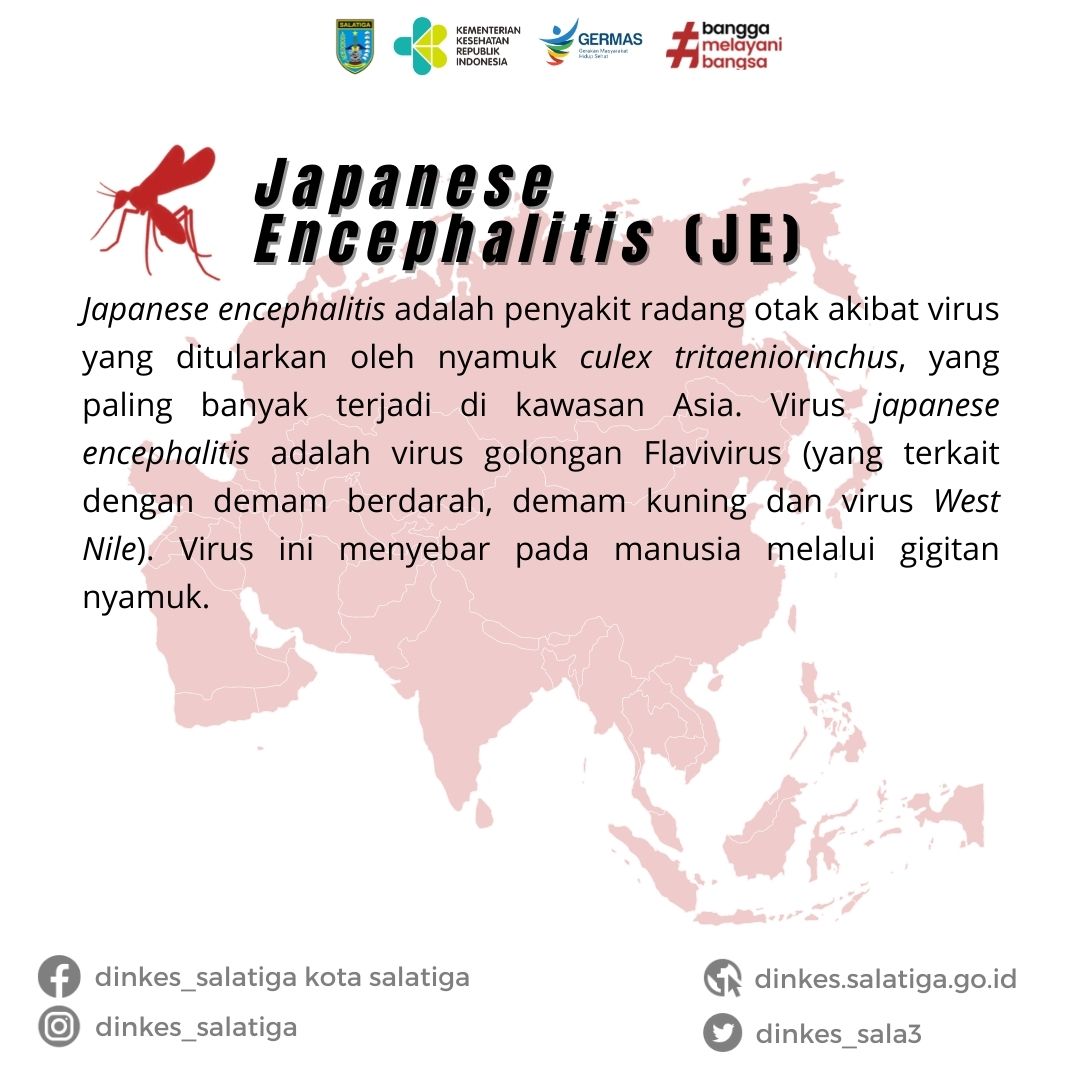 SALATIGA
KEMENTERIAN
KESEHATAN
REPUBLIK
INDONESIA
GERMAS
Gerakan Masyarakat
Hidup Sehat
#bangga
melayani
bangsa
Japanese
Encephalitis (JE)
Japanese encephalitis adalah penyakit radang otak akibat virus
yang ditularkan oleh nyamuk culex tritaeniorinchus, yang
paling banyak terjadi di kawasan Asia. Virus japanese
encephalitis adalah virus golongan Flavivirus (yang terkait
dengan demam berdarah, demam kuning dan virus West
Nile). Virus ini menyebar pada manusia melalui gigitan
nyamuk.
dinkes_salatiga kota salatiga
dinkes_salatiga
dinkes.salatiga.go.id
dinkes_sala3